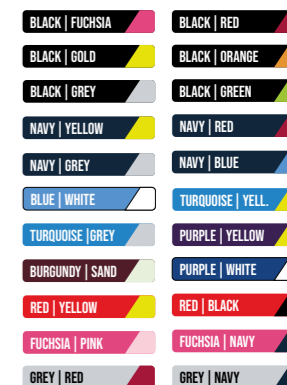 BLACK | FUCHSIA
BLACK | RED
BLACK | GOLD
BLACK | ORANGE
BLACK | GREY
BLACK | GREEN
NAVY | YELLOW
NAVY | RED
NAVY | GREY
NAVY | BLUE
BLUE | WHITE
TURQUOISE | YELL.
TURQUOISE |GREY
PURPLE | YELLOW
BURGUNDY | SAND
PURPLE | WHITE
RED | YELLOW
RED | BLACK
FUCHSIA | PINK
FUCHSIA | NAVY
GREY | RED
GREY | NAVY